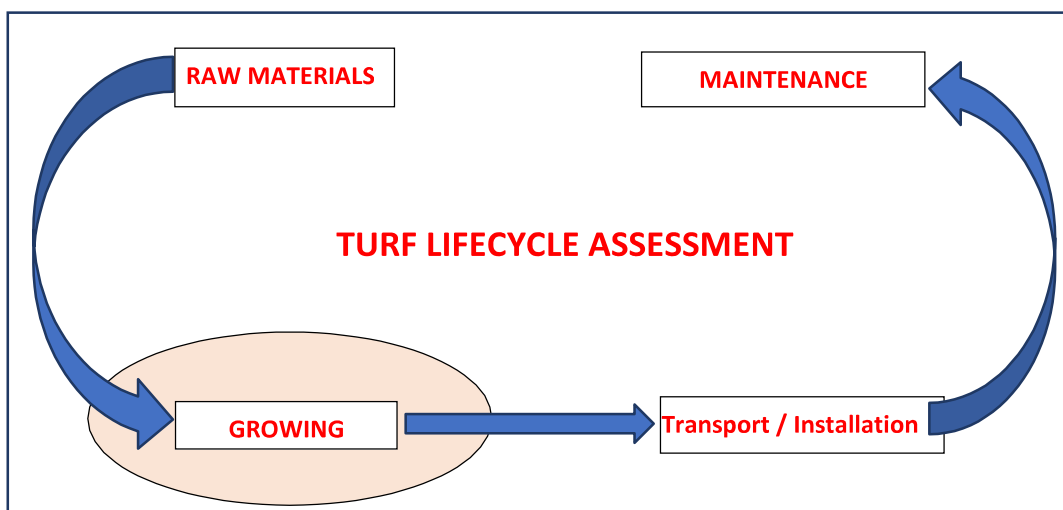 RAW MATERIALS
MAINTENANCE
TURF LIFECYCLE ASSESSMENT
GROWING
Transport / Installation